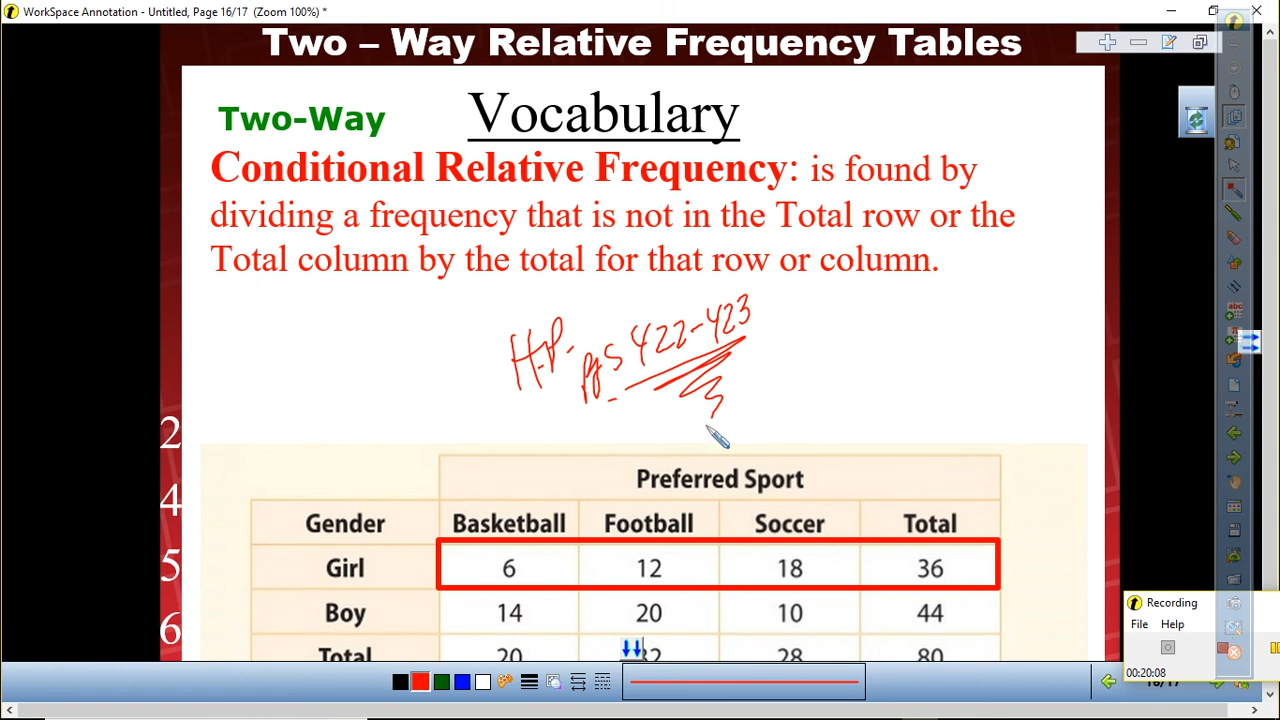 WorkSpace Annotation - Untitled, Page 16/17 (Zoom 100%) *
Two – Way Relative Frequency Tables
Two-Way Vocabulary
Conditional Relative Frequency: is found by
dividing a frequency that is not in the Total row or the
Total column by the total for that row or column.
pgs 422-423
2
4
5
6
Preferred Sport
Gender Basketball Football Soccer Total
Girl 6 12 18 36
Boy 14 20 10 44
Total 20 32 28 80
abc
Recording
File Help
00:20:08
16/17